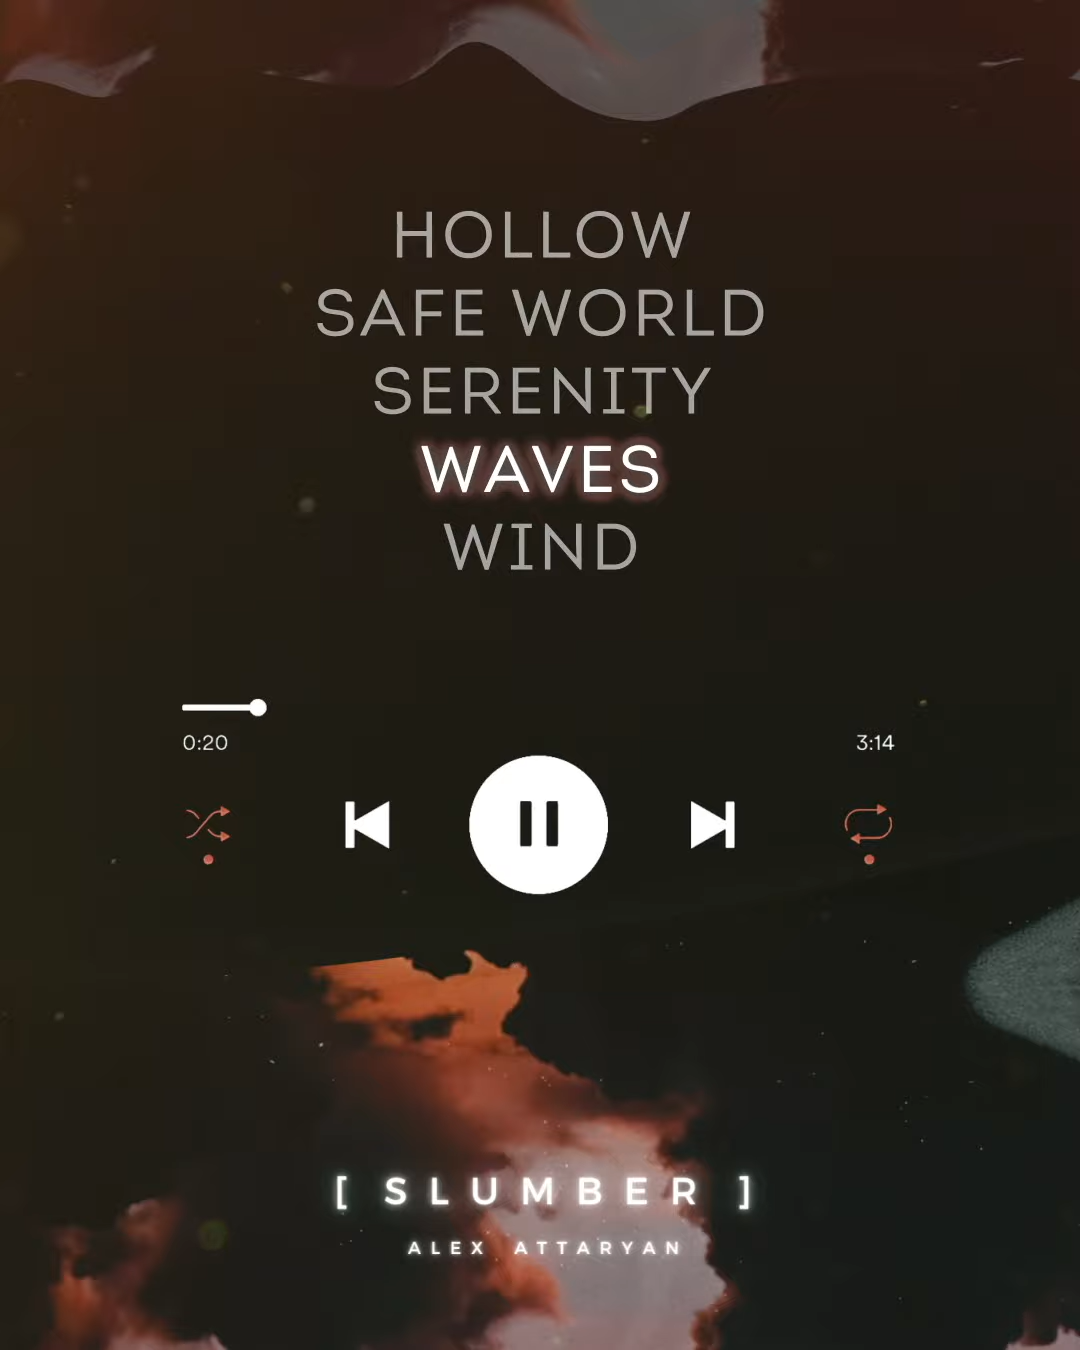 HOLLOW
SAFE WORLD
SERENITY
WAVES
WIND
0:20 3:14
[ SLUMBER ]
ALEX ATTARYAN